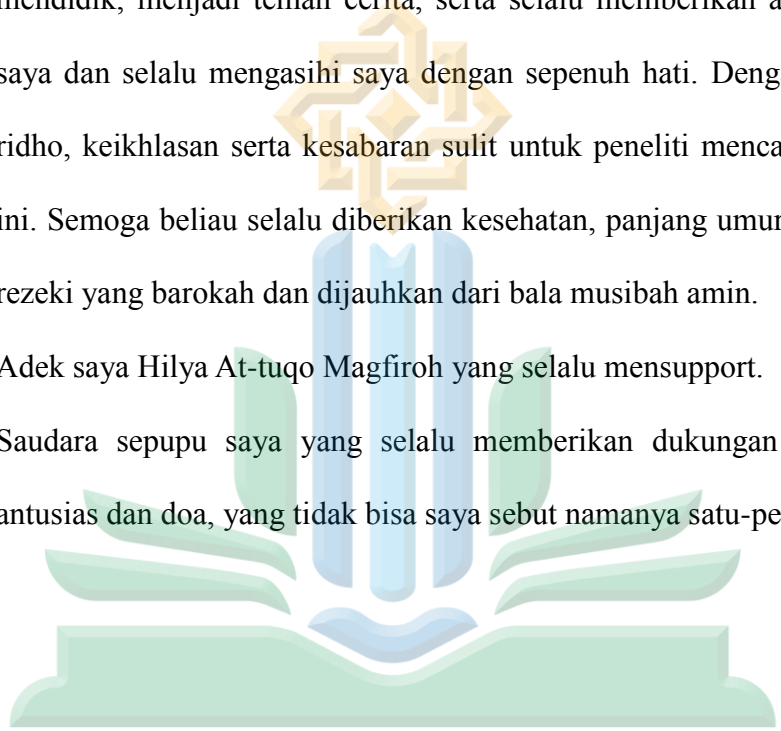 mendidik, menjadi teman cerita, serta selalu memberikan a
saya dan selalu mengasihi saya dengan sepenuh hati. Deng
ridho, keikhlasan serta kesabaran sulit untuk peneliti menca
ini. Semoga beliau selalu diberikan kesehatan, panjang umur
rezeki yang barokah dan dijauhkan dari bala musibah amin.
Adek saya Hilya At-tuqo Magfiroh yang selalu mensupport.
Saudara sepupu saya yang selalu memberikan dukungan
antusias dan doa, yang tidak bisa saya sebut namanya satu-pe